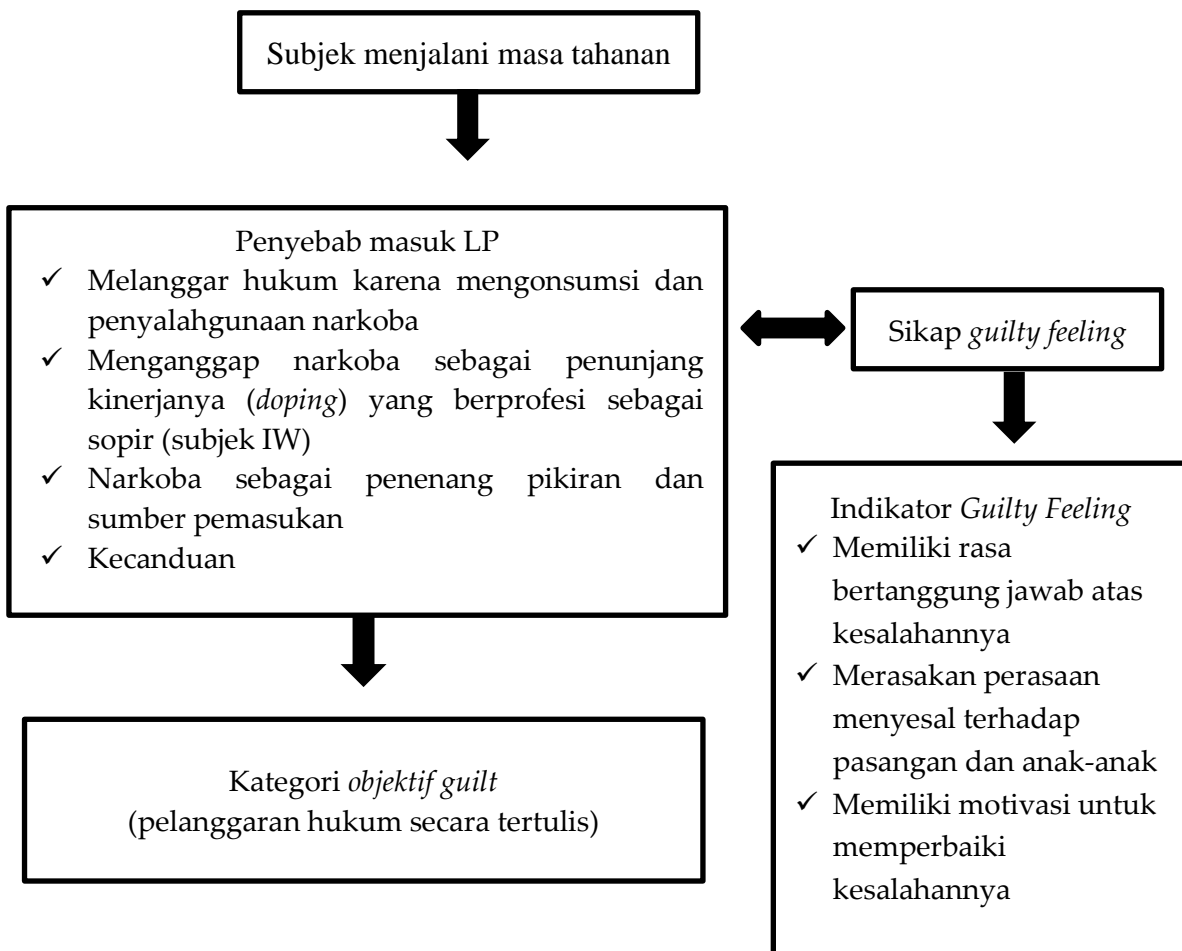 Subjek menjalani masa tahanan
Penyebab masuk LP
✓ Melanggar hukum karena mengonsumsi dan
penyalahgunaan narkoba
✓ Menganggap narkoba sebagai penunjang
kinerjanya (doping) yang berprofesi sebagai
sopir (subjek IW)
✓ Narkoba sebagai penenang pikiran dan
sumber pemasukan
✓ Kecanduan
Sikap guilty feeling
Kategori objektif guilt
(pelanggaran hukum secara tertulis)
Indikator Guilty Feeling
✓ Memiliki rasa
bertanggung jawab atas
kesalahannya
✓ Merasakan perasaan
menyesal terhadap
pasangan dan anak-anak
✓ Memiliki motivasi untuk
memperbaiki
kesalahannya